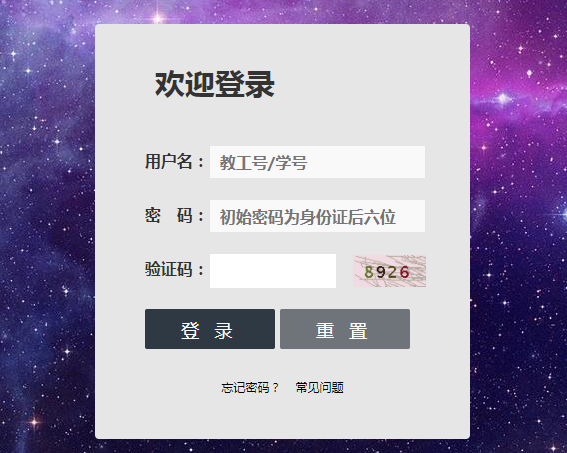 欢迎登录
用户名： 教工号/学号
密 码： 初始密码为身份证后六位
验证码： 8926
登 录 重 置
忘记密码？ 常见问题